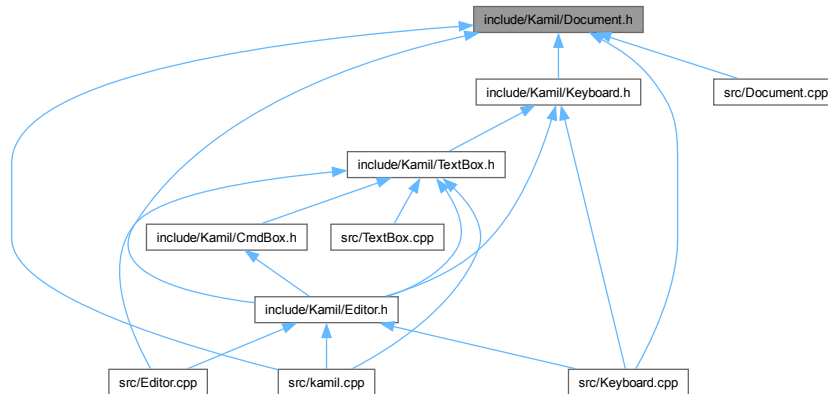 include/Kamil/Document.h
include/Kamil/Keyboard.h
src/Document.cpp
include/Kamil/TextBox.h
include/Kamil/CmdBox.h
src/TextBox.cpp
include/Kamil/Editor.h
src/Editor.cpp
src/kamil.cpp
src/Keyboard.cpp